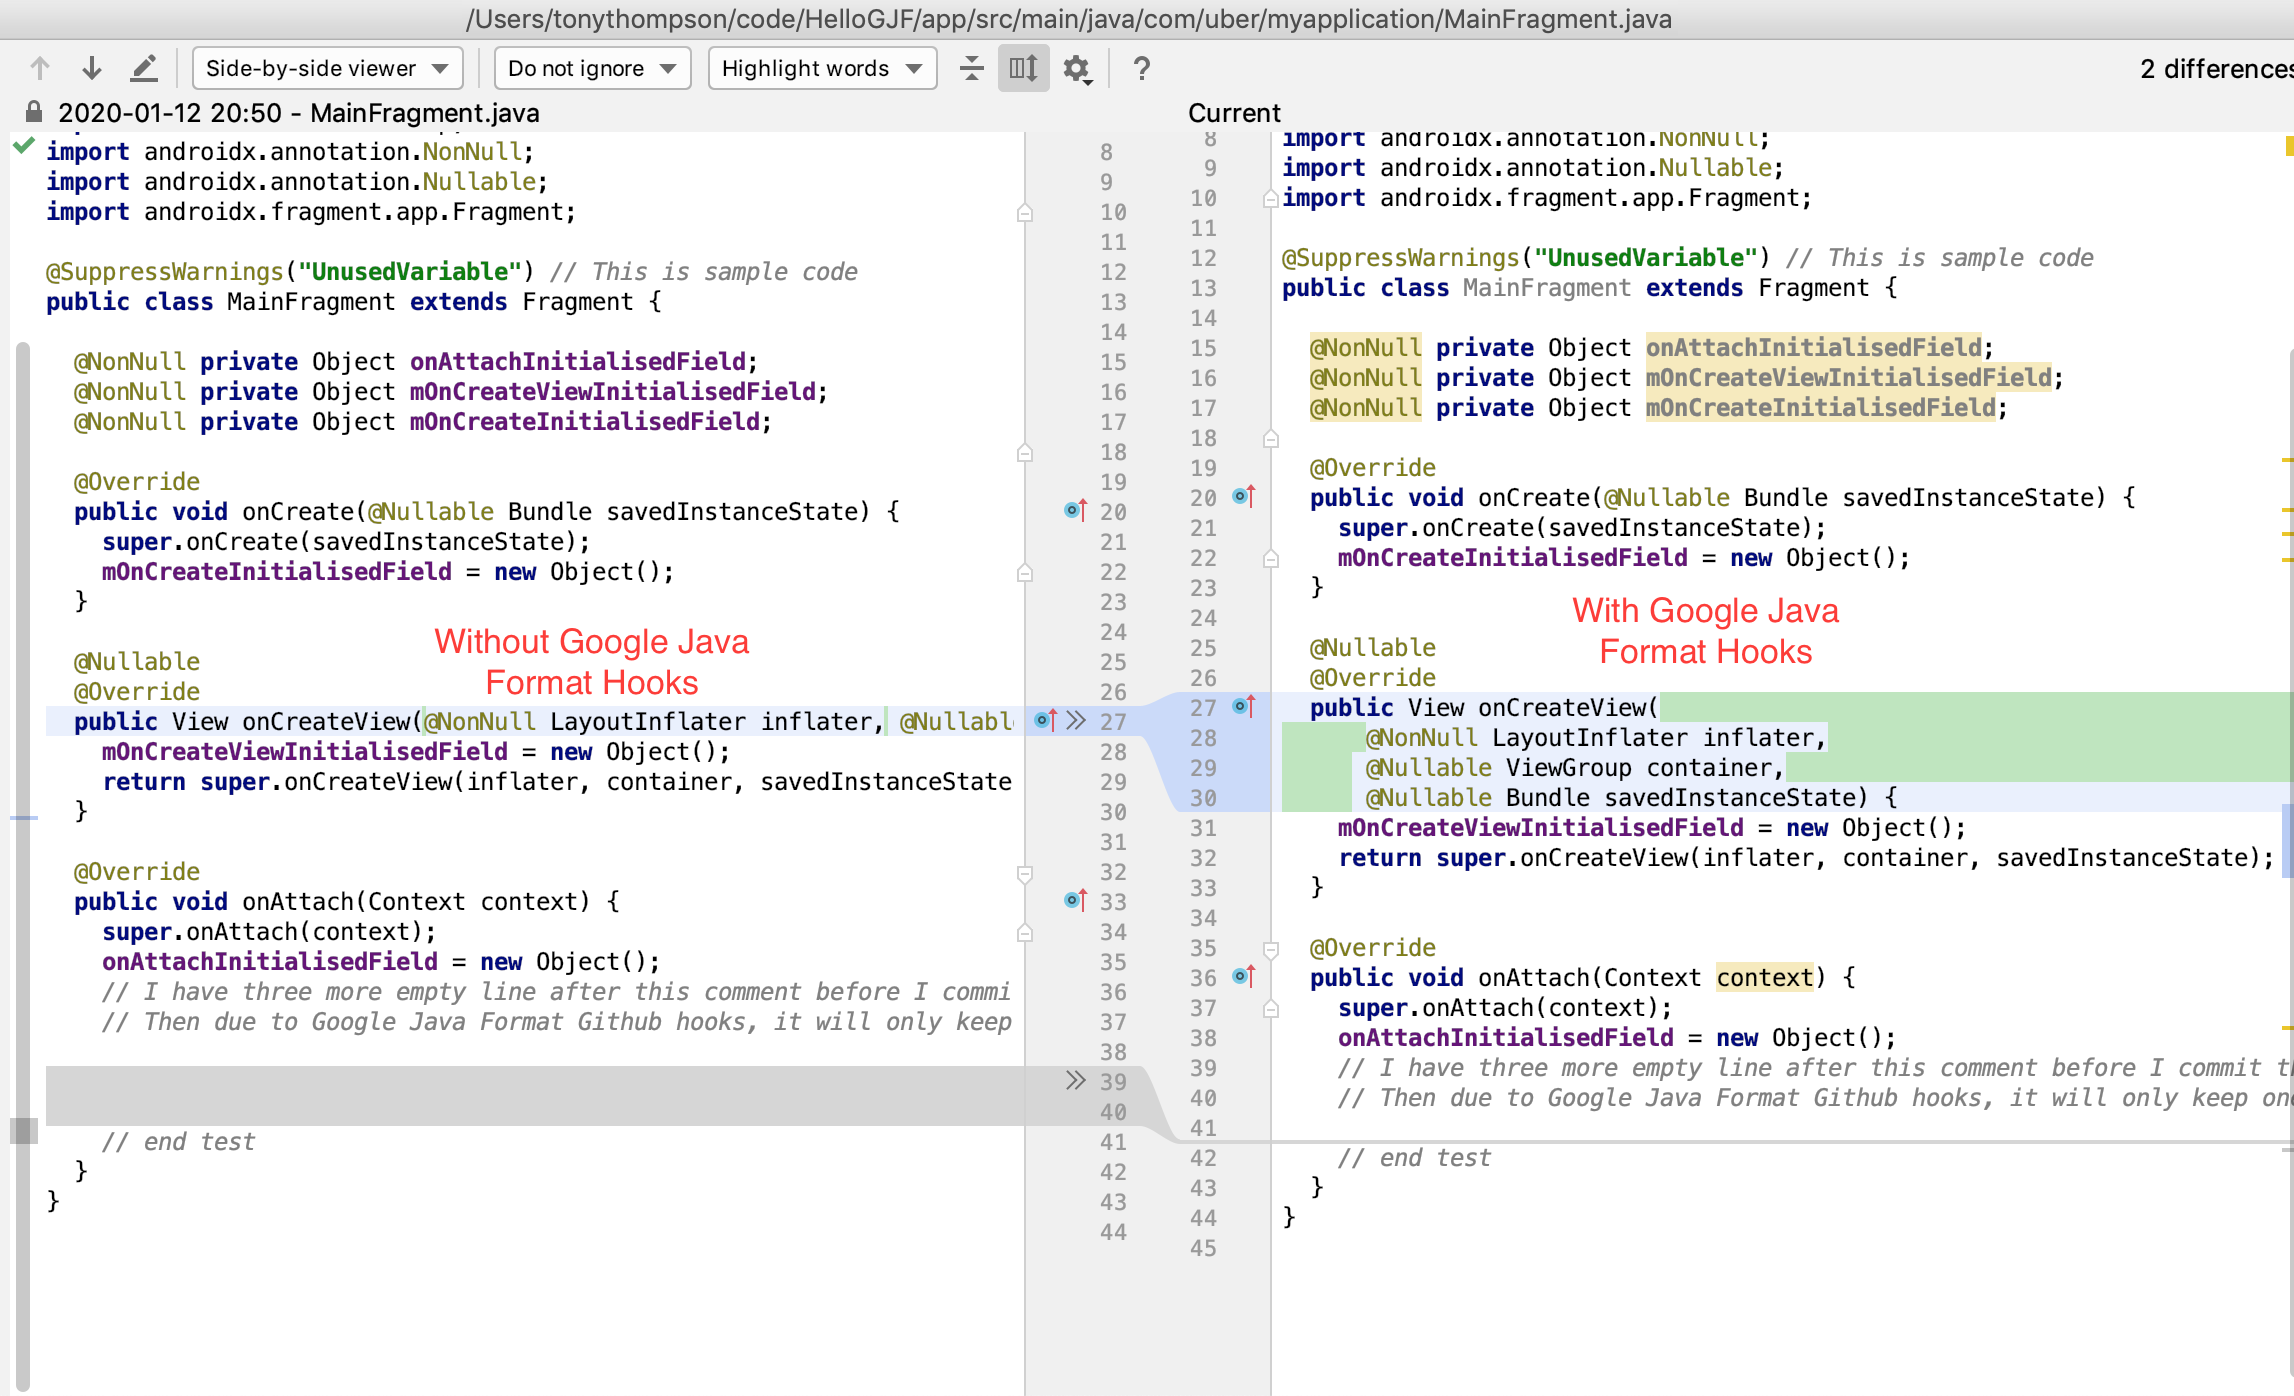 /Users/tonythompson/code/HelloGJF/app/src/main/java/com/uber/myapplication/MainFragment.java
Side-by-side viewer Do not ignore Highlight words ? 2 differences
2020-01-12 20:50 - MainFragment.java
import androidx.annotation.NonNull;
import androidx.annotation.Nullable;
import androidx.fragment.app.Fragment;
@SuppressWarnings("UnusedVariable") // This is sample code
public class MainFragment extends Fragment {
@NonNull private Object onAttachInitialisedField;
@NonNull private Object mOnCreateViewInitialisedField;
@NonNull private Object mOnCreateInitialisedField;
@Override
public void onCreate(@Nullable Bundle savedInstanceState) {
super.onCreate(savedInstanceState);
mOnCreateInitialisedField = new Object();
}
Without Google Java
Format Hooks
@Nullable
@Override
public View onCreateView(@NonNull LayoutInflater inflater, @Nullabl
mOnCreateViewInitialisedField = new Object();
return super.onCreateView(inflater, container, savedInstanceState
}
@Override
public void onAttach(Context context) {
super.onAttach(context);
onAttachInitialisedField = new Object();
// I have three more empty line after this comment before I commi
// Then due to Google Java Format Github hooks, it will only keep
// end test
}
}
8
9
10
11
12
13
14
15
16
17
18
19
20
21
22
23
24
25
26
27
28
29
30
31
32
33
34
35
36
37
38
39
40
41
42
43
44
Current
8 import androidx.annotation.NonNull;
9 import androidx.annotation.Nullable;
10 import androidx.fragment.app.Fragment;
11
12 @SuppressWarnings("UnusedVariable") // This is sample code
13 public class MainFragment extends Fragment {
14
15 @NonNull private Object onAttachInitialisedField;
16 @NonNull private Object mOnCreateViewInitialisedField;
17 @NonNull private Object mOnCreateInitialisedField;
18
19 @Override
20 public void onCreate(@Nullable Bundle savedInstanceState) {
21 super.onCreate(savedInstanceState);
22 mOnCreateInitialisedField = new Object();
23 }
24
With Google Java
Format Hooks
25 @Nullable
26 @Override
27 public View onCreateView(
28 @NonNull LayoutInflater inflater,
29 @Nullable ViewGroup container,
30 @Nullable Bundle savedInstanceState) {
31 mOnCreateViewInitialisedField = new Object();
32 return super.onCreateView(inflater, container, savedInstanceState);
33 }
34
35 @Override
36 public void onAttach(Context context) {
37 super.onAttach(context);
38 onAttachInitialisedField = new Object();
39 // I have three more empty line after this comment before I commit t
40 // Then due to Google Java Format Github hooks, it will only keep on
41
42 // end test
43 }
44 }
45